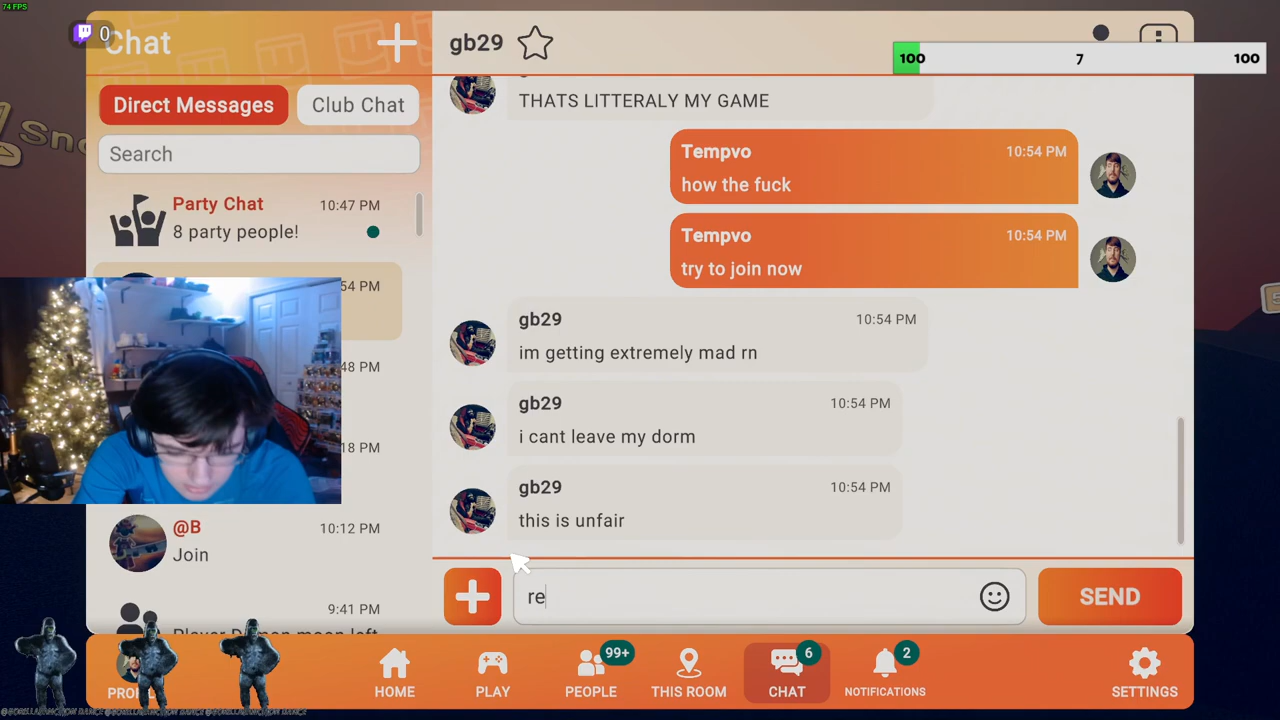 74 FPS
0
Chat
gb29
100 7 100
Direct Messages
Club Chat
Search
Party Chat
10:47 PM
8 party people!
54 PM
48 PM
18 PM
@B
10:12 PM
Join
9:41 PM
THATS LITTERALY MY GAME
Tempvo
10:54 PM
how the fuck
Tempvo
10:54 PM
try to join now
gb29
10:54 PM
im getting extremely mad rn
gb29
10:54 PM
i cant leave my dorm
gb29
10:54 PM
this is unfair
re
SEND
HOME
PLAY
99+
PEOPLE
THIS ROOM
6
CHAT
2
NOTIFICATIONS
SETTINGS